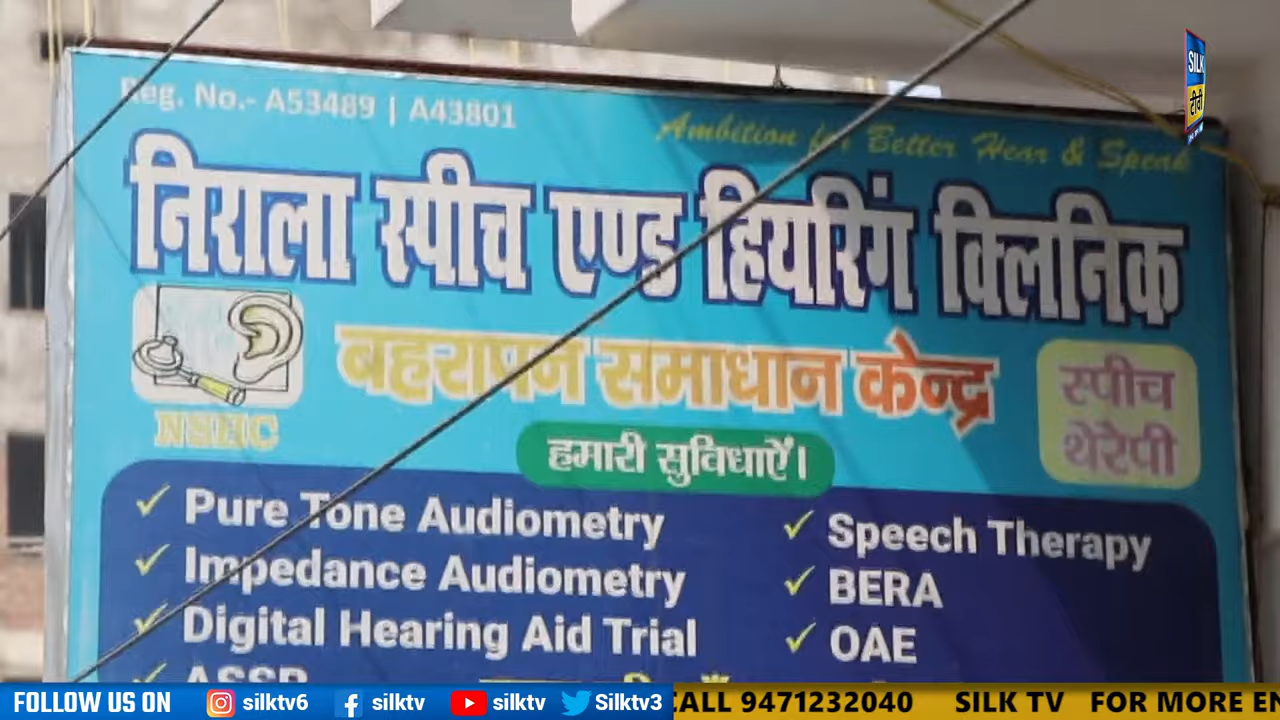 Reg. No.- A53489 | A43801
Ambition for Better Hear & Speak
निराला स्पीच एण्ड हियरिंग क्लिनिक
बहरापन समाधान केन्द्र
स्पीच
थेरेपी
NSHC
हमारी सुविधाऐं।
Pure Tone Audiometry
Impedance Audiometry
Digital Hearing Aid Trial
ASSR
Speech Therapy
BERA
OAE
SILK
टीवी
FOLLOW US ON silktv6 silktv silktv Silktv3
CALL 9471232040 SILK TV FOR MORE